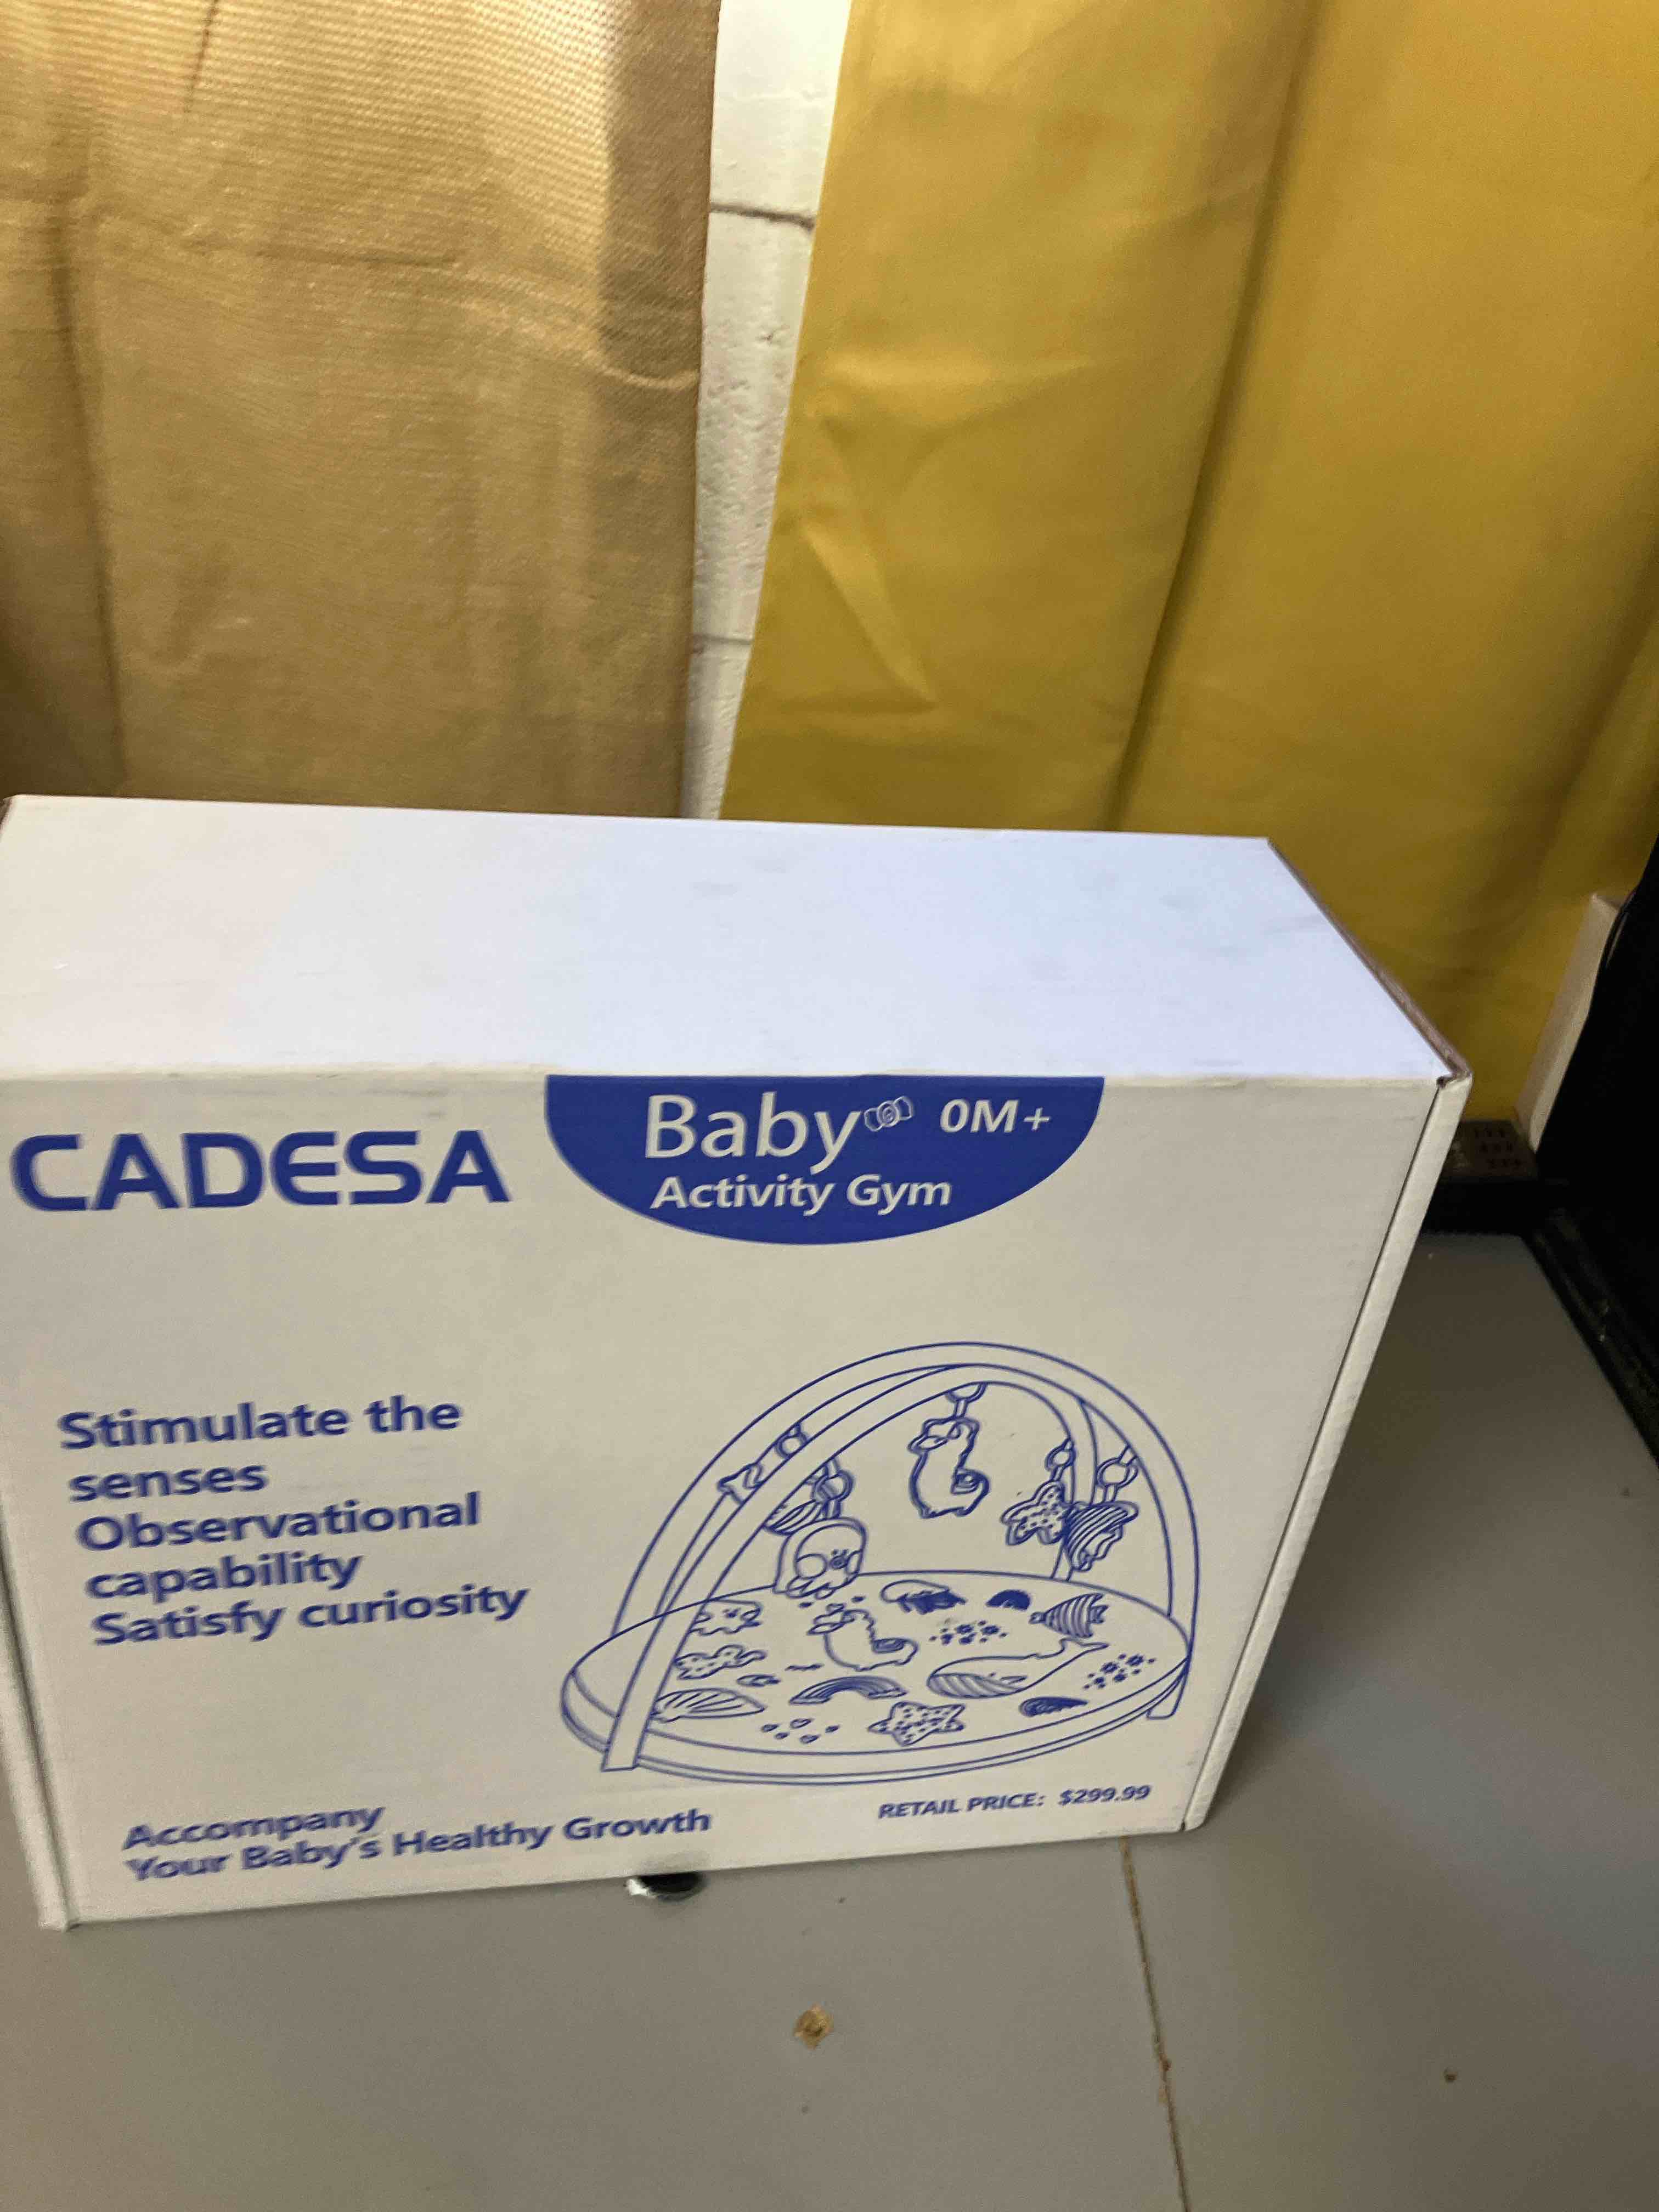 CADESA
Baby 0M+
Activity Gym
Stimulate the
senses
Observational
capability
Satisfy curiosity
Accompany
Your Baby's Healthy Growth
RETAIL PRICE: $299.99